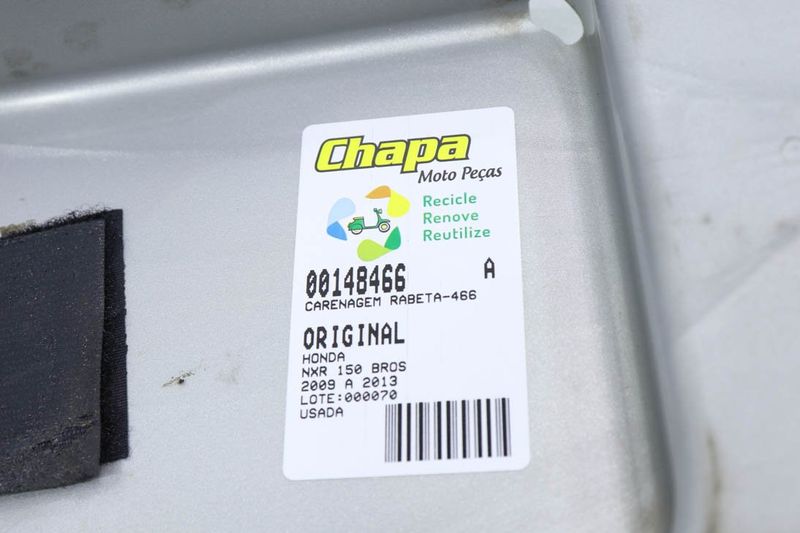 Chapa
Moto Peças
Recicle
Renove
Reutilize
00148466 A
CARENAGEM RABETA-466
ORIGINAL
HONDA
NXR 150 BROS
2009 A 2013
LOTE:000070
USADA